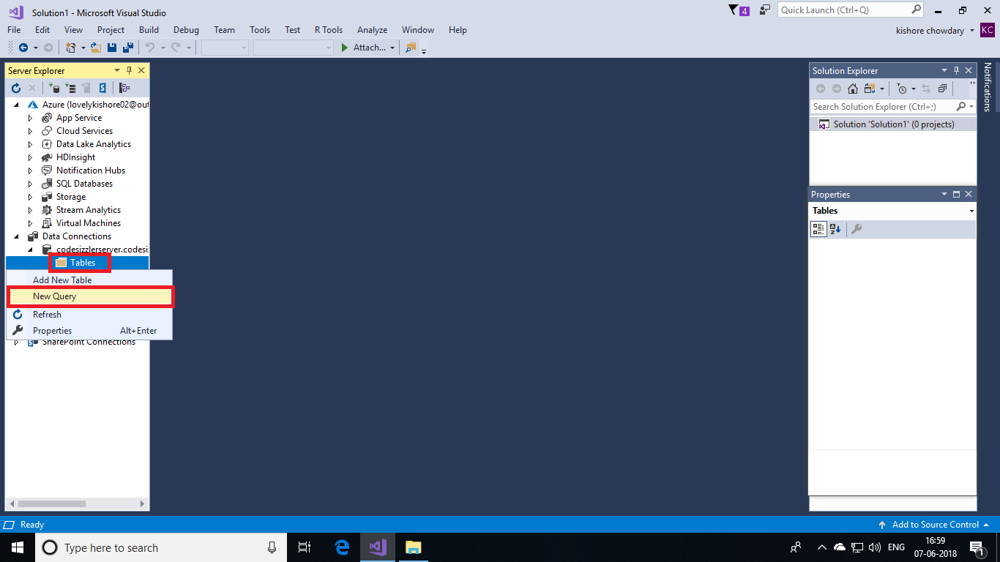 Solution1 - Microsoft Visual Studio
4
Quick Launch (Ctrl+Q)
File Edit View Project Build Debug Team Tools Test R Tools Analyze Window Help
kishore chowdary KC
Attach...
Server Explorer
Azure (lovelykishore02@out
App Service
Cloud Services
Data Lake Analytics
HDInsight
Notification Hubs
SQL Databases
Storage
Stream Analytics
Virtual Machines
Data Connections
codesizzlerserver.codesiz
Tables
Add New Table
New Query
Refresh
Properties Alt+Enter
SharePoint Connections
Solution Explorer
Search Solution Explorer (Ctrl+;)
Solution 'Solution1' (0 projects)
Properties
Tables
Notifications
Ready
Add to Source Control
Type here to search
ENG
16:59
07-06-2018
1